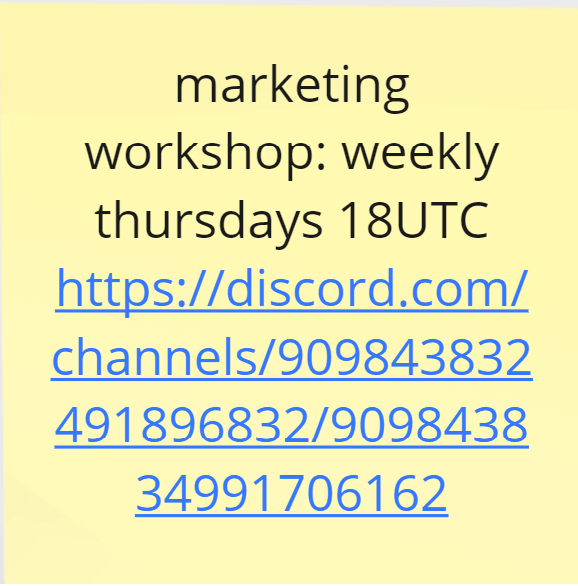 marketing
workshop: weekly
thursdays 18UTC
https://discord.com/
channels/909843832
491896832/9098438
34991706162